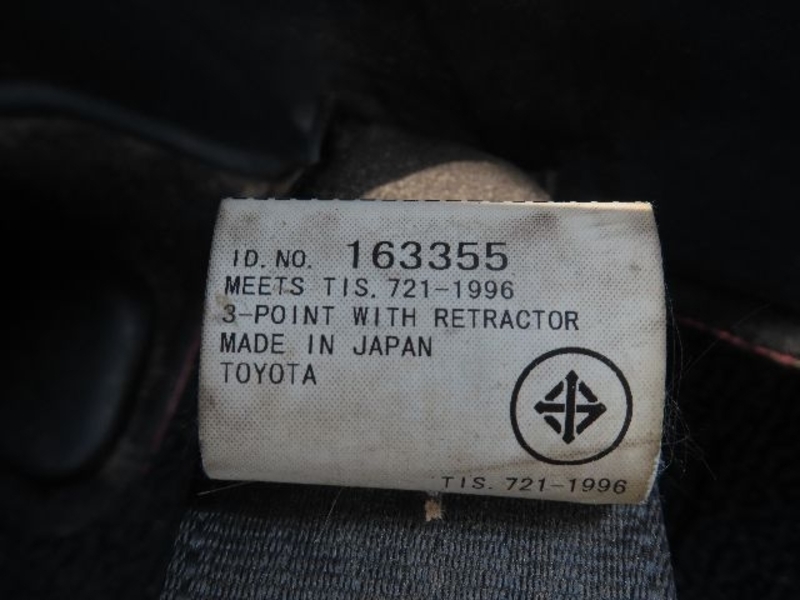 ID. NO. 163355
MEETS TIS. 721-1996
3-POINT WITH RETRACTOR
MADE IN JAPAN
TOYOTA
TIS. 721-1996